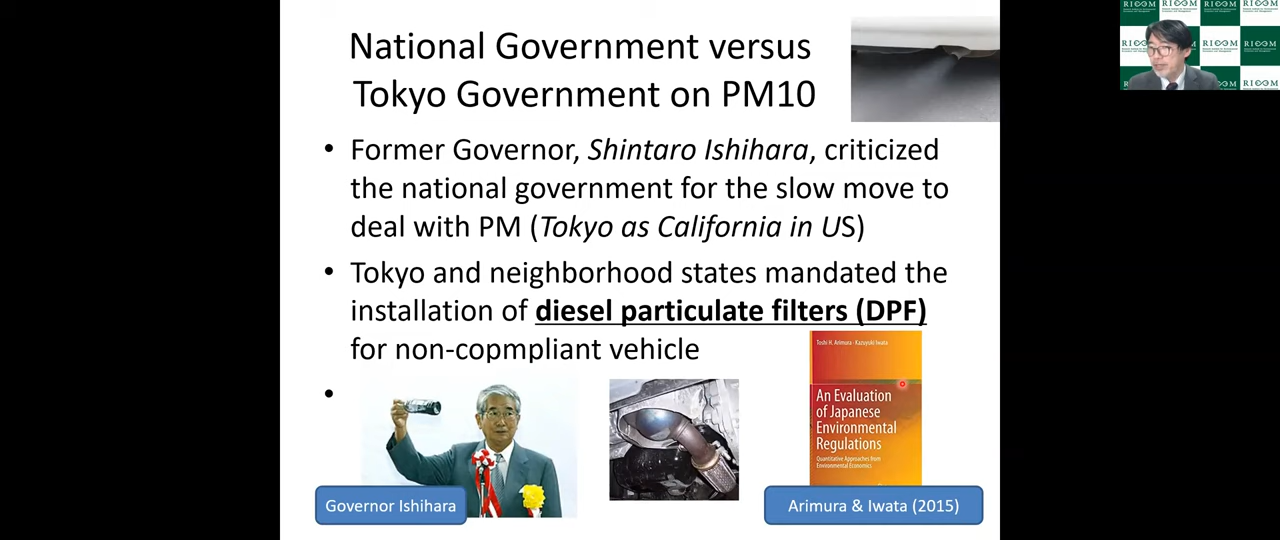 National Government versus
Tokyo Government on PM10
• Former Governor, Shintaro Ishihara, criticized
the national government for the slow move to
deal with PM (Tokyo as California in US)
• Tokyo and neighborhood states mandated the
installation of diesel particulate filters (DPF)
for non-copmpliant vehicle
•
Toshi H. Arimura · Kazuyuki Iwata
An Evaluation
of Japanese
Environmental
Regulations
Quantitative Approaches from
Environmental Economics
Governor Ishihara
Arimura & Iwata (2015)